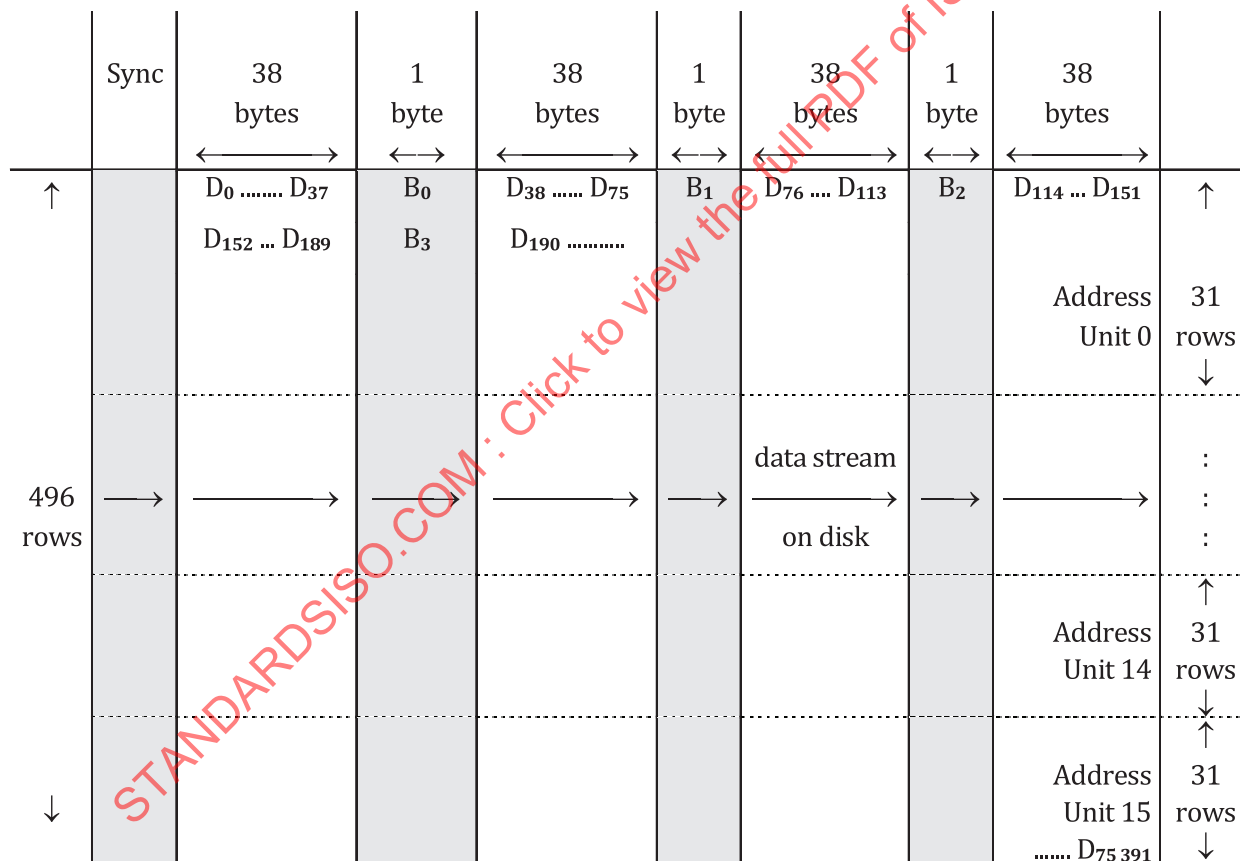 Sync 38 1 38 1 38 1 38
bytes byte bytes byte bytes byte bytes
D0 ........ D37 B0 D38 ...... D75 B1 D76 .... D113 B2 D114 ... D151
D152 ... D189 B3 D190 ..........
Address 31
Unit 0 rows
data stream :
496 :
rows on disk :
Address 31
Unit 14 rows
Address 31
Unit 15 rows
....... D75 391
STANDARDSISO.COM : Click to view the full PDF of